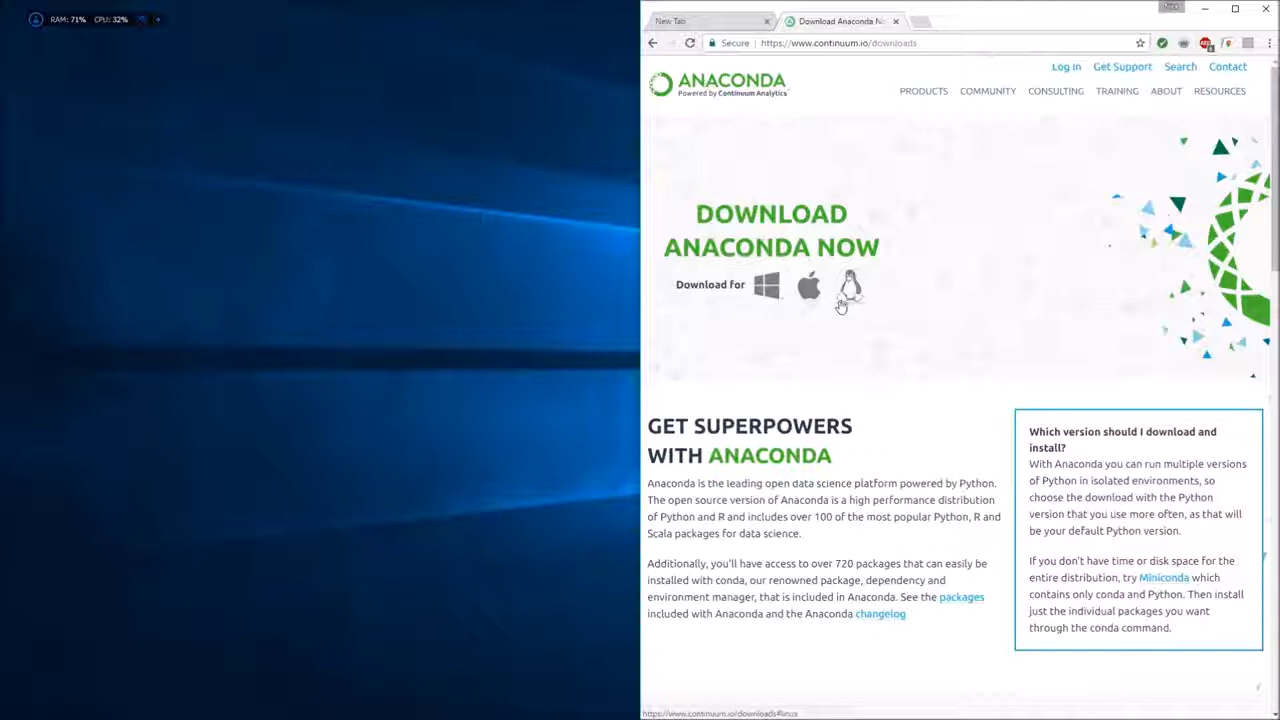 RAM: 71% CPU: 32%
New Tab
Download Anaconda No
Secure https://www.continuum.io/downloads
Log in Get Support Search Contact
ANACONDA
Powered by Continuum Analytics
PRODUCTS COMMUNITY CONSULTING TRAINING ABOUT RESOURCES
DOWNLOAD
ANACONDA NOW
Download for
GET SUPERPOWERS
WITH ANACONDA
Anaconda is the leading open data science platform powered by Python.
The open source version of Anaconda is a high performance distribution
of Python and R and includes over 100 of the most popular Python, R and
Scala packages for data science.
Additionally, you'll have access to over 720 packages that can easily be
installed with conda, our renowned package, dependency and
environment manager, that is included in Anaconda. See the packages
included with Anaconda and the Anaconda changelog
Which version should I download and
install?
With Anaconda you can run multiple versions
of Python in isolated environments, so
choose the download with the Python
version that you use more often, as that will
be your default Python version.
If you don't have time or disk space for the
entire distribution, try Miniconda which
contains only conda and Python. Then install
just the individual packages you want
through the conda command.
https://www.continuum.io/downloads#linux